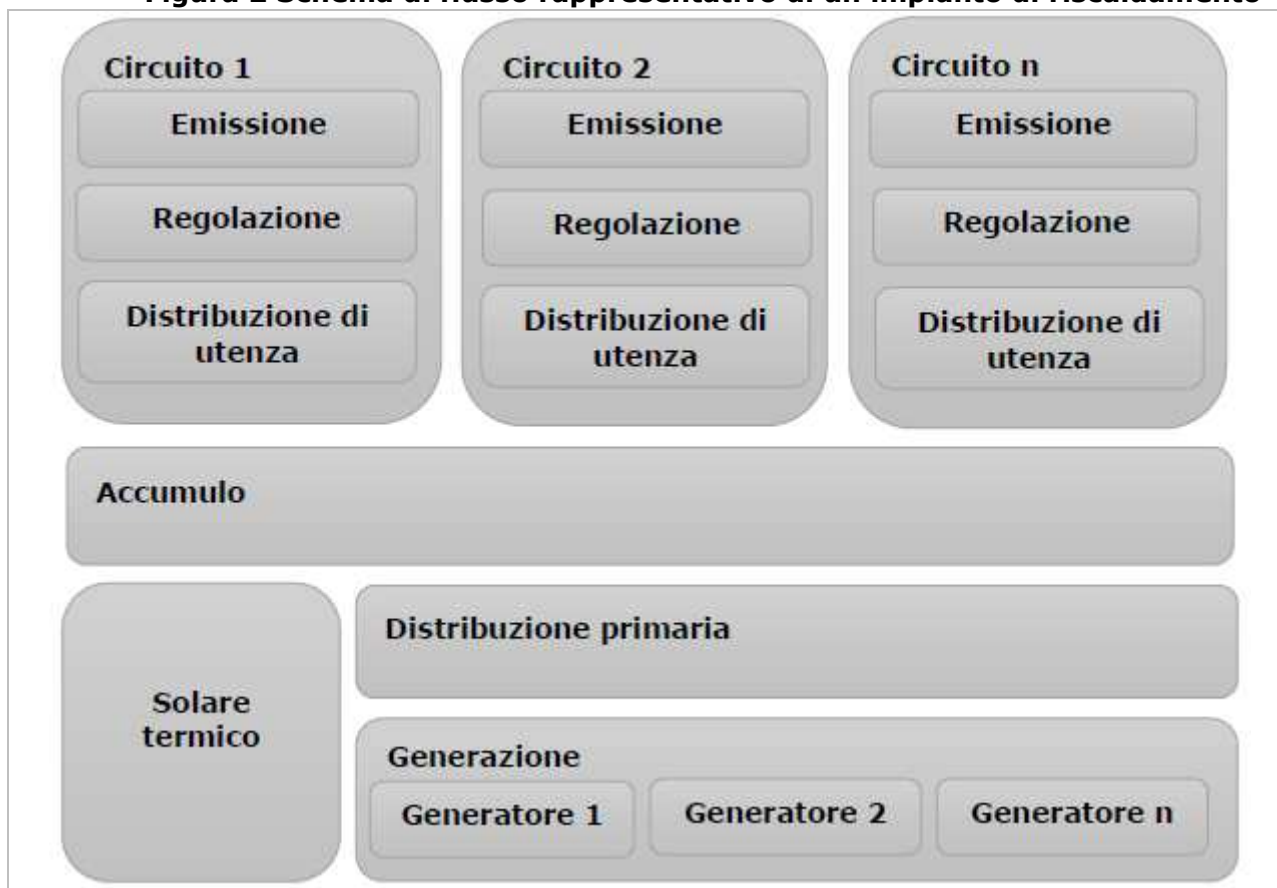 Figura 2 Schema di flusso rappresentativo di un impianto di riscaldamento
Circuito 1
Emissione
Regolazione
Distribuzione di
utenza
Circuito 2
Emissione
Regolazione
Distribuzione di
utenza
Circuito n
Emissione
Regolazione
Distribuzione di
utenza
Accumulo
Solare
termico
Distribuzione primaria
Generazione
Generatore 1
Generatore 2
Generatore n